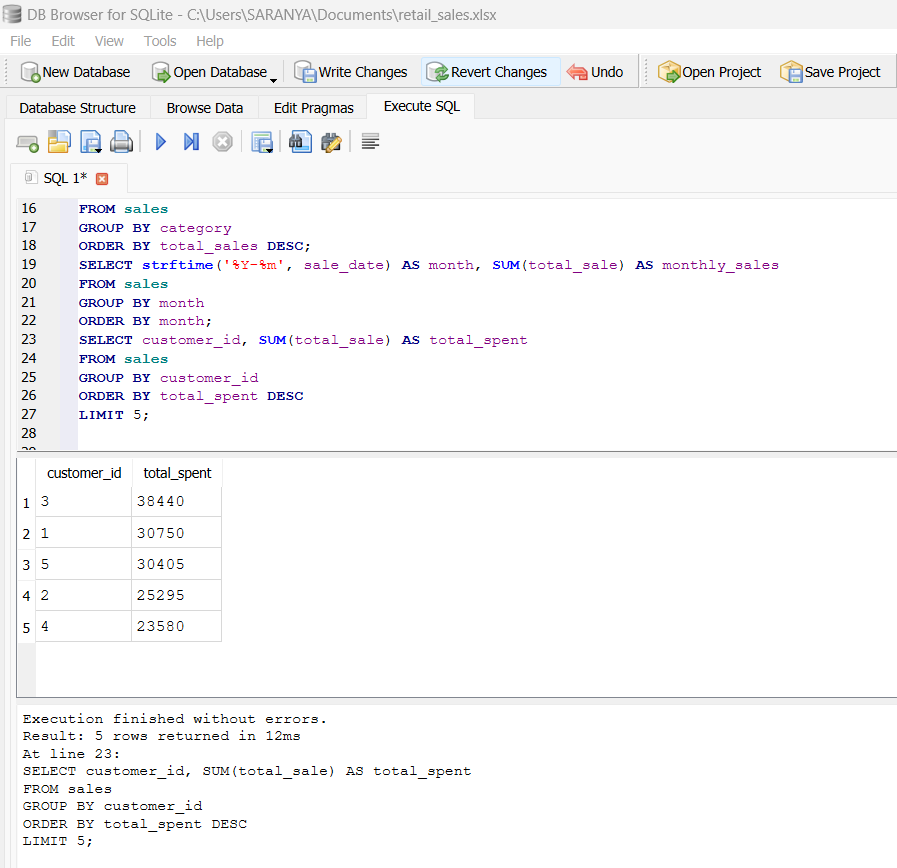 DB Browser for SQLite - C:\Users\SARANYA\Documents\retail_sales.xlsx
File Edit View Tools Help
New Database Open Database Write Changes Revert Changes Undo Open Project Save Project
Database Structure Browse Data Edit Pragmas Execute SQL
SQL 1*
16 FROM sales
17 GROUP BY category
18 ORDER BY total_sales DESC;
19 SELECT strftime('%Y-%m', sale_date) AS month, SUM(total_sale) AS monthly_sales
20 FROM sales
21 GROUP BY month
22 ORDER BY month;
23 SELECT customer_id, SUM(total_sale) AS total_spent
24 FROM sales
25 GROUP BY customer_id
26 ORDER BY total_spent DESC
27 LIMIT 5;
28
customer_id total_spent
1 3 38440
2 1 30750
3 5 30405
4 2 25295
5 4 23580
Execution finished without errors.
Result: 5 rows returned in 12ms
At line 23:
SELECT customer_id, SUM(total_sale) AS total_spent
FROM sales
GROUP BY customer_id
ORDER BY total_spent DESC
LIMIT 5;